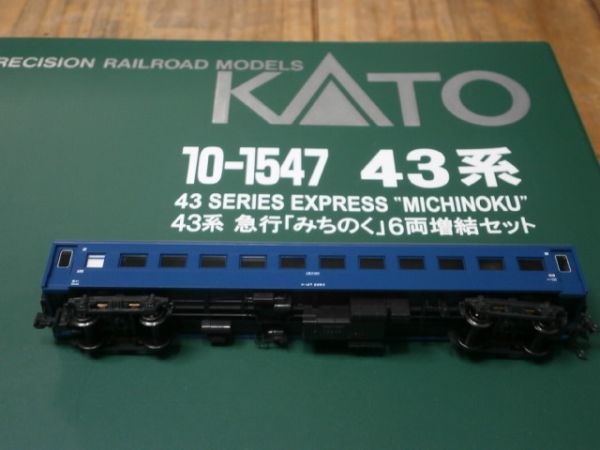 RECISION RAILROAD MODELS
KATO
10-1547 43系
43 SERIES EXPRESS "MICHINOKU"
43系 急行「みちのく」6両増結セット